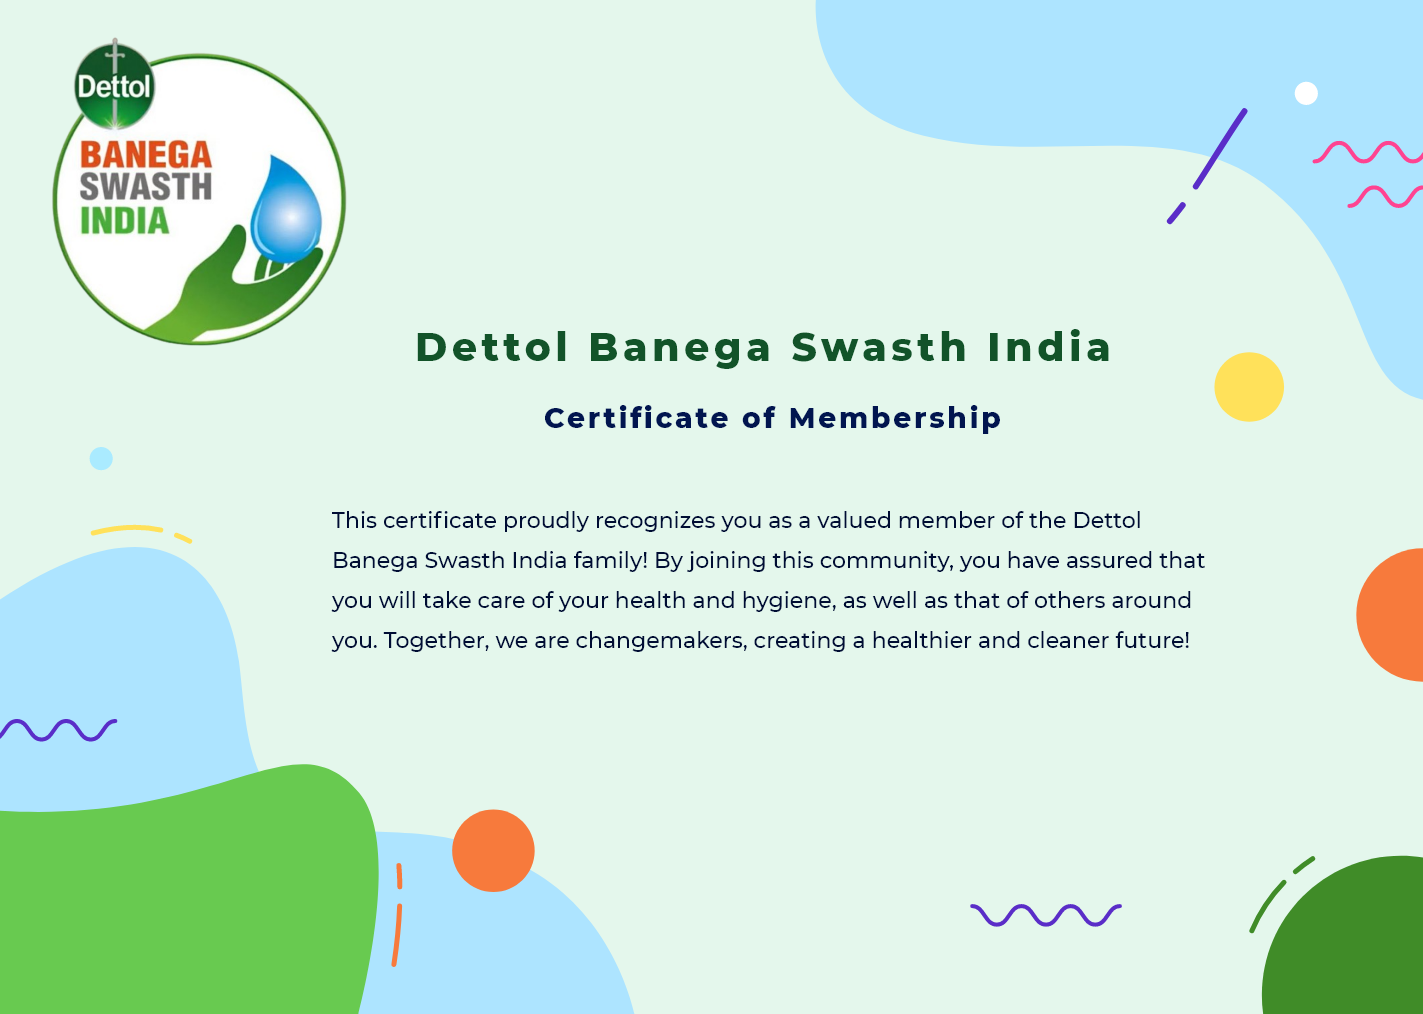 Dettol
BANEGA
SWASTH
INDIA
Dettol Banega Swasth India
Certificate of Membership
This certificate proudly recognizes you as a valued member of the Dettol
Banega Swasth India family! By joining this community, you have assured that
you will take care of your health and hygiene, as well as that of others around
you. Together, we are changemakers, creating a healthier and cleaner future!